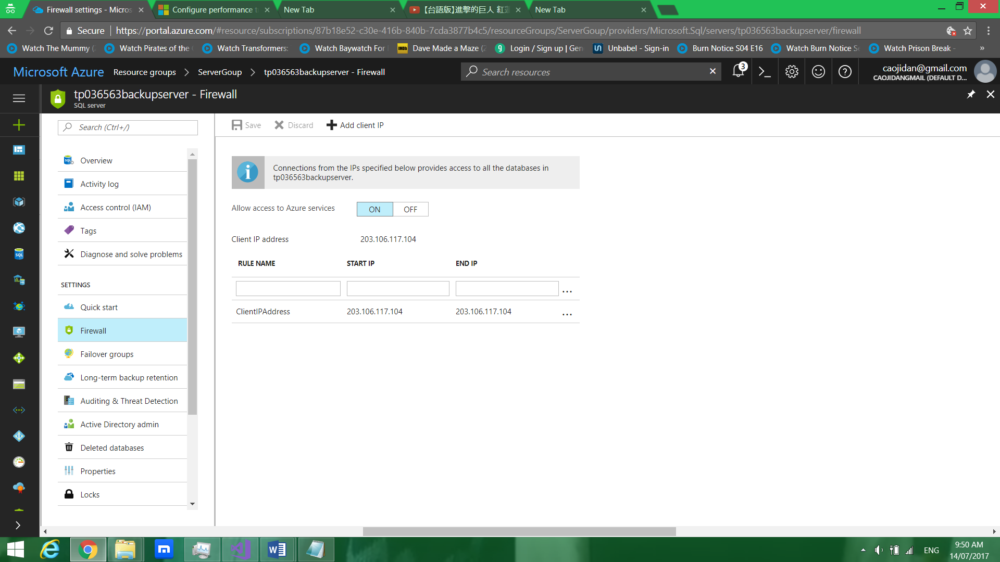 Firewall settings - Micros
Configure performance t
New Tab
【台語版】進擊的巨人 紅
New Tab
Secure
https://portal.azure.com/#resource/subscriptions/87b18e52-c30e-416b-840b-7cda3877b4c5/resourceGroups/ServerGoup/providers/Microsoft.Sql/servers/tp036563backupserver/firewall
Watch The Mummy (
Watch Pirates of the
Watch Transformers:
Watch Baywatch For
IMDb
Dave Made a Maze (2
Login / Sign up | Gen
Unbabel - Sign-in
Burn Notice S04 E16
Watch Burn Notice S
Watch Prison Break -
»
Microsoft Azure
Resource groups
ServerGoup
tp036563backupserver - Firewall
Search resources
3
caojidan@gmail.com
CAOJIDANGMAIL (DEFAULT D...
tp036563backupserver - Firewall
SQL server
Search (Ctrl+/)
Save
Discard
Add client IP
Overview
Activity log
Access control (IAM)
Tags
Diagnose and solve problems
SETTINGS
Quick start
Firewall
Failover groups
Long-term backup retention
Auditing & Threat Detection
Active Directory admin
Deleted databases
Properties
Locks
Connections from the IPs specified below provides access to all the databases in
tp036563backupserver.
Allow access to Azure services
ON
OFF
Client IP address
203.106.117.104
RULE NAME
START IP
END IP
...
ClientIPAddress
203.106.117.104
203.106.117.104
...
ENG
9:50 AM
14/07/2017